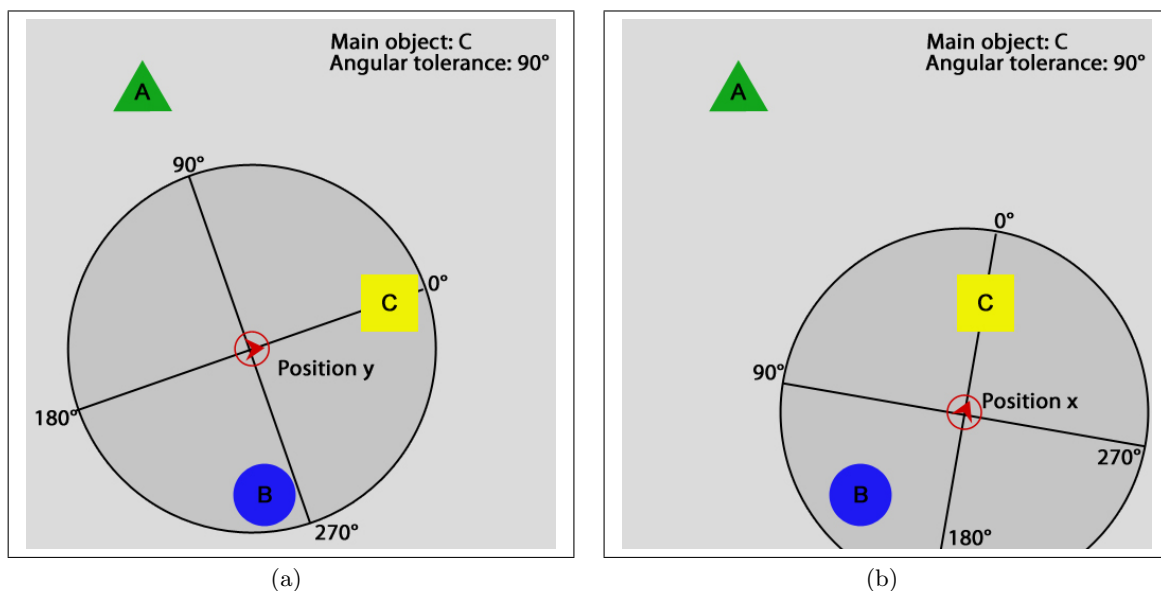 Main object: C
Angular tolerance: 90°
A
90°
0°
C
Position y
180°
B
270°
(a)
Main object: C
Angular tolerance: 90°
A
0°
C
90°
Position x
270°
B
180°
(b)